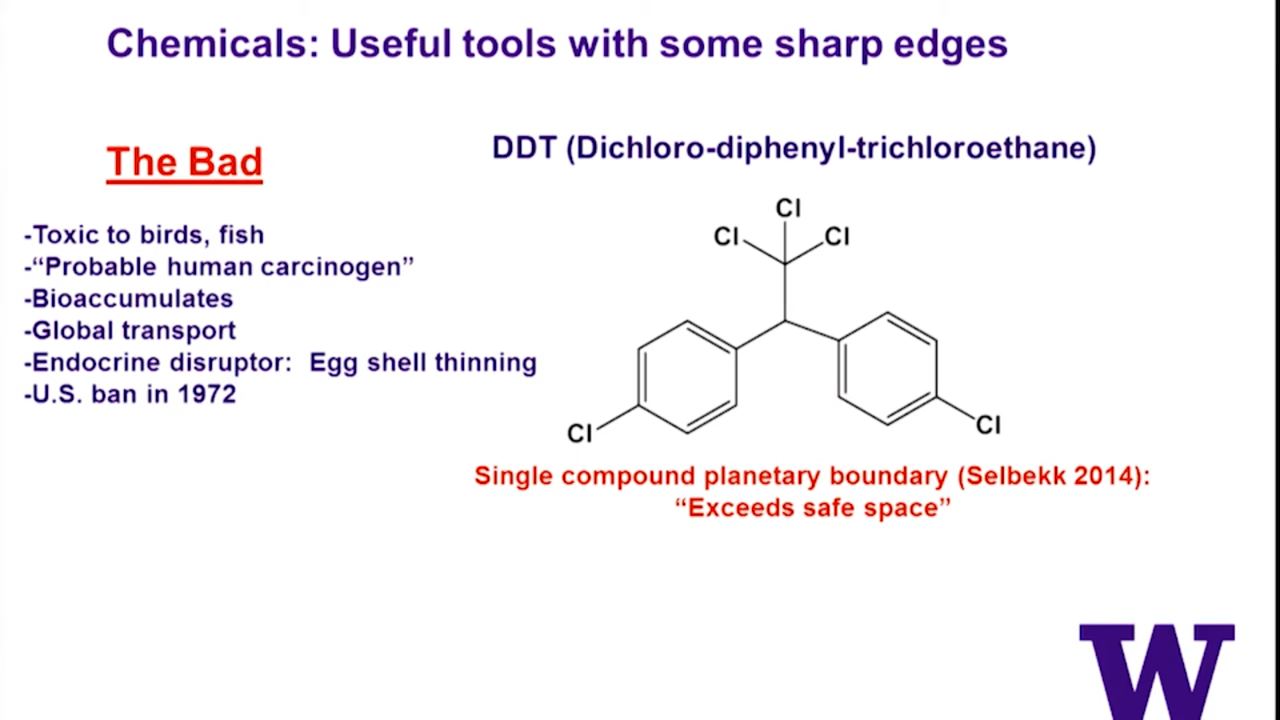 Chemicals: Useful tools with some sharp edges
The Bad
-Toxic to birds, fish
-“Probable human carcinogen”
-Bioaccumulates
-Global transport
-Endocrine disruptor:  Egg shell thinning
-U.S. ban in 1972
DDT (Dichloro-diphenyl-trichloroethane)
Cl
Cl Cl
Cl
Cl
Single compound planetary boundary (Selbekk 2014):
“Exceeds safe space”
W